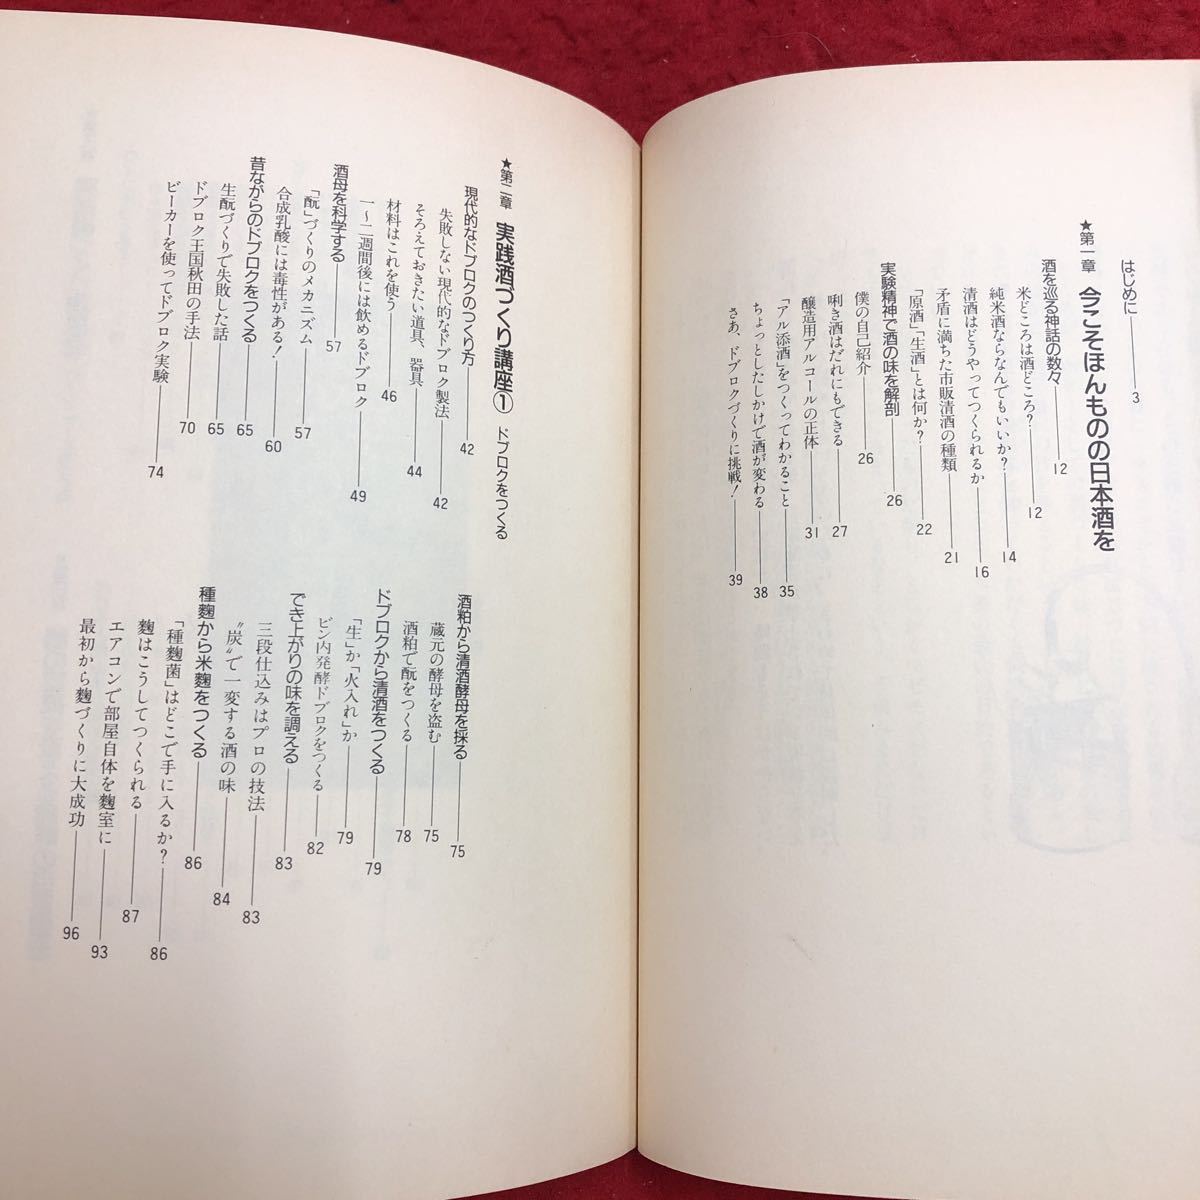 はじめに 3
★第一章 今こそほんものの日本酒を
酒を巡る神話の数々 12
米どころは酒どころ？ 12
純米酒ならなんでもいいか？ 14
清酒はどうやってつくられるか 16
矛盾に満ちた市販清酒の種類 21
「原酒」「生酒」とは何か？ 22
実験精神で酒の味を解剖 26
僕の自己紹介 26
唎き酒はだれにもできる 27
醸造用アルコールの正体 31
「アル添酒」をつくってわかること 35
ちょっとしたしかけで酒が変わる 38
さあ、ドブロクづくりに挑戦！ 39
★第二章 実践酒づくり講座① ドブロクをつくる
現代的なドブロクのつくり方 42
失敗しない現代的なドブロク製法 42
そろえておきたい道具、器具 44
材料はこれを使う 46
一〜二週間後には飲めるドブロク 49
酒母を科学する 57
「酛」づくりのメカニズム 57
合成乳酸には毒性がある！ 60
昔ながらのドブロクをつくる 65
生酛づくりで失敗した話 65
ドブロク王国秋田の手法 70
ビーカーを使ってドブロク実験 74
酒粕から清酒酵母を採る 75
蔵元の酵母を盗む 75
酒粕で酛をつくる 78
ドブロクから清酒をつくる 79
「生」か「火入れ」か 79
ビン内発酵ドブロクをつくる 82
でき上がりの味を調える 83
三段仕込みはプロの技法 83
〝炭〟で一変する酒の味 84
種麴から米麴をつくる 86
「種麴菌」はどこで手に入るか？ 86
麴はこうしてつくられる 87
エアコンで部屋自体を麴室に 93
最初から麴づくりに大成功 96